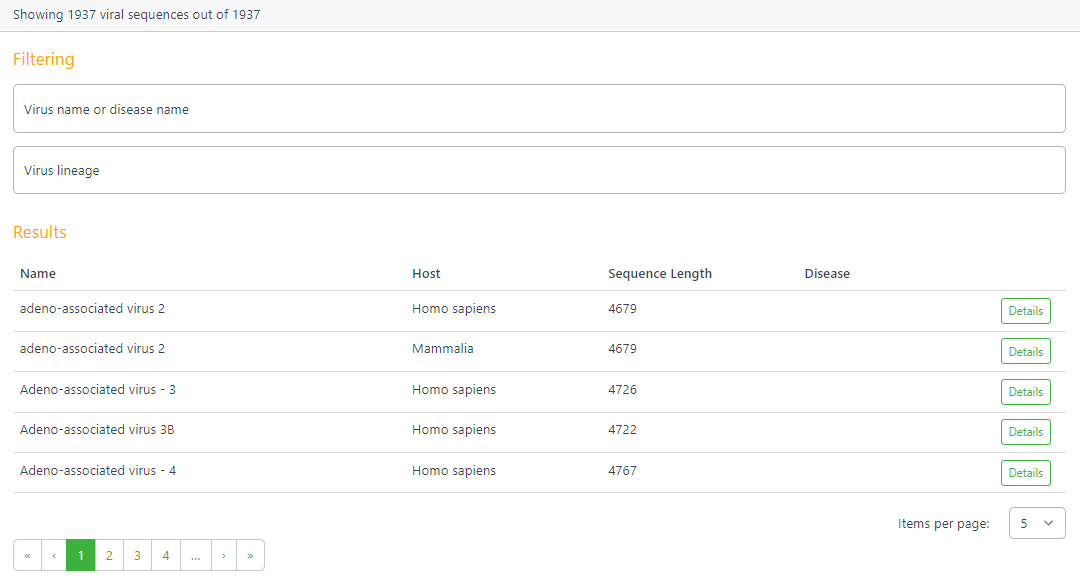 Showing 1937 viral sequences out of 1937
Filtering
Virus name or disease name
Virus lineage
Results
Name Host Sequence Length Disease
adeno-associated virus 2 Homo sapiens 4679 Details
adeno-associated virus 2 Mammalia 4679 Details
Adeno-associated virus - 3 Homo sapiens 4726 Details
Adeno-associated virus 3B Homo sapiens 4722 Details
Adeno-associated virus - 4 Homo sapiens 4767 Details
Items per page: 5
« ‹ 1 2 3 4 ... › »